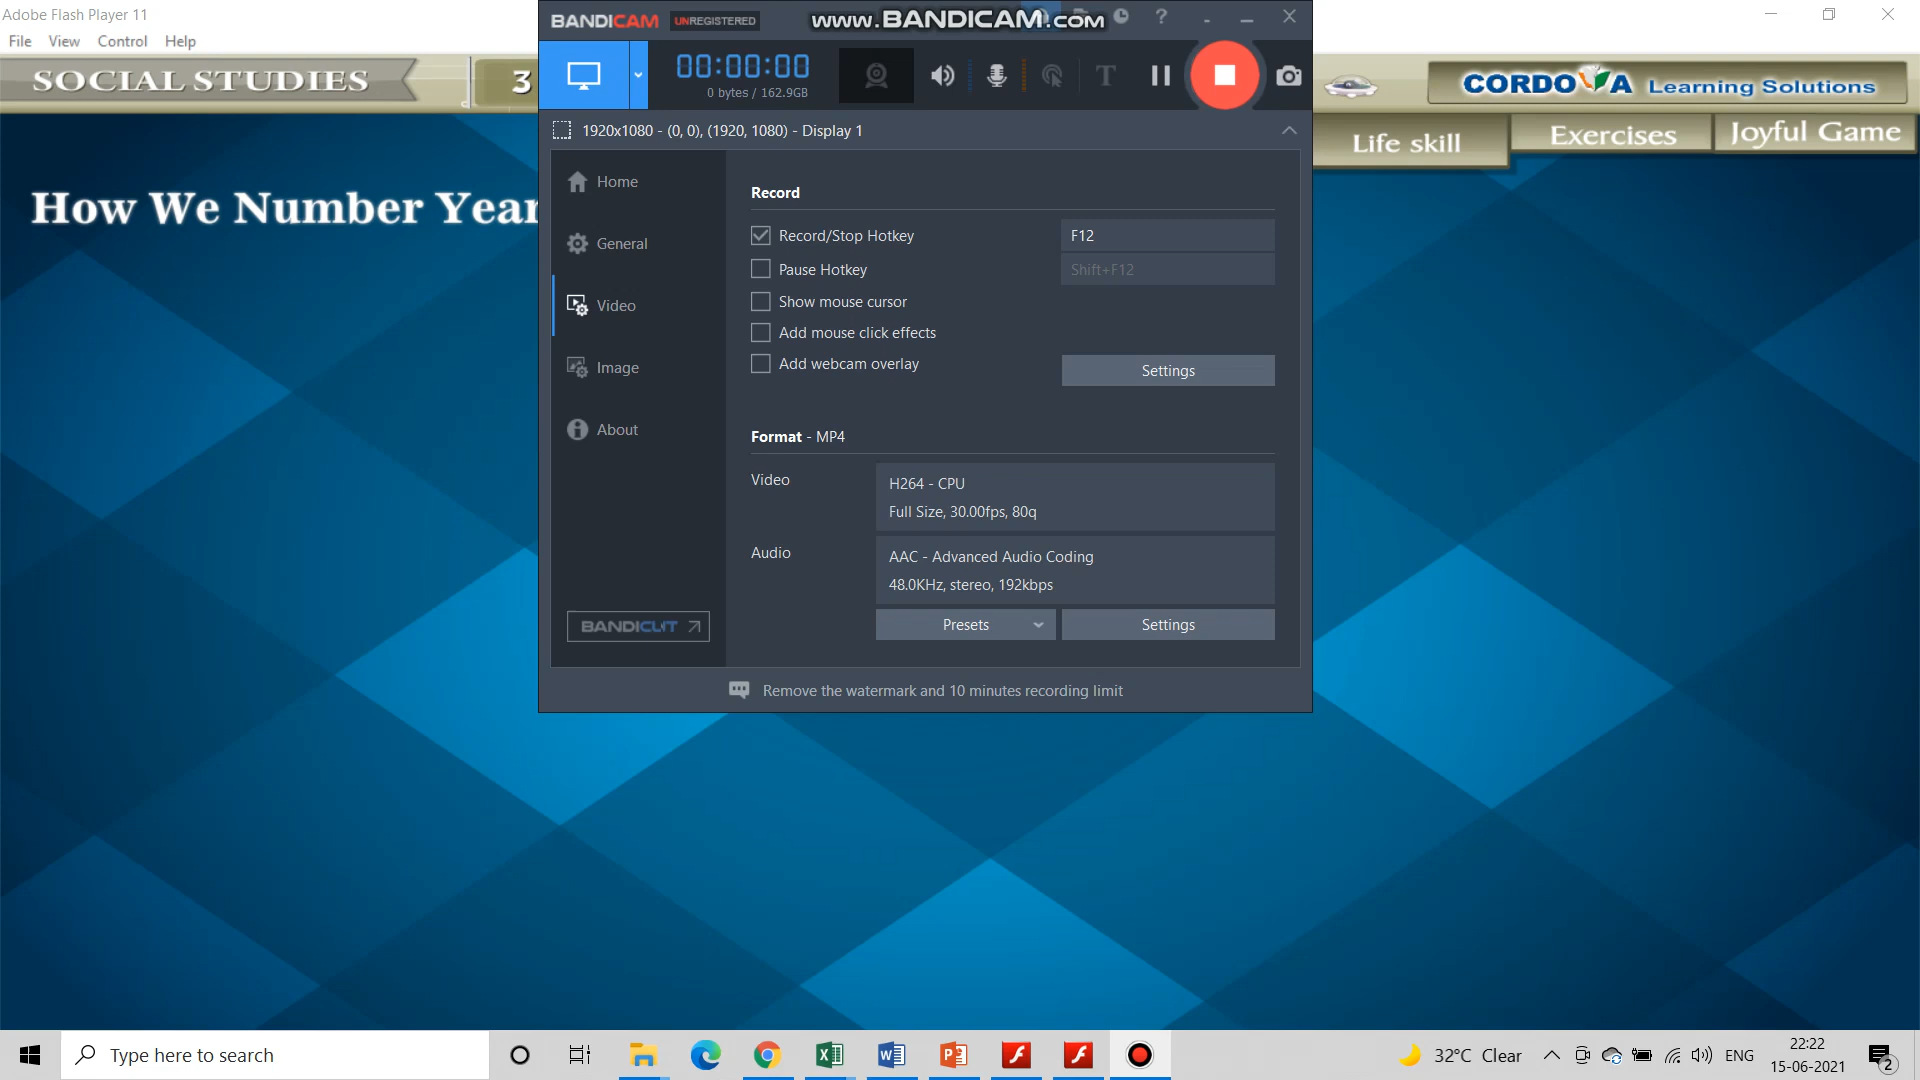 Adobe Flash Player 11
File View Control Help
SOCIAL STUDIES
3
CORDOVA Learning Solutions
Life skill
Exercises
Joyful Game
How We Number Year
BANDICAM UNREGISTERED
www.BANDICAM.com
00:00:00
0 bytes / 162.9GB
1920x1080 - (0, 0), (1920, 1080) - Display 1
Home
General
Video
Image
About
BANDICUT
Record
Record/Stop Hotkey F12
Pause Hotkey Shift+F12
Show mouse cursor
Add mouse click effects
Add webcam overlay
Settings
Format - MP4
Video
H264 - CPU
Full Size, 30.00fps, 80q
Audio
AAC - Advanced Audio Coding
48.0KHz, stereo, 192kbps
Presets
Settings
Remove the watermark and 10 minutes recording limit
Type here to search
32°C Clear
ENG
22:22
15-06-2021
2